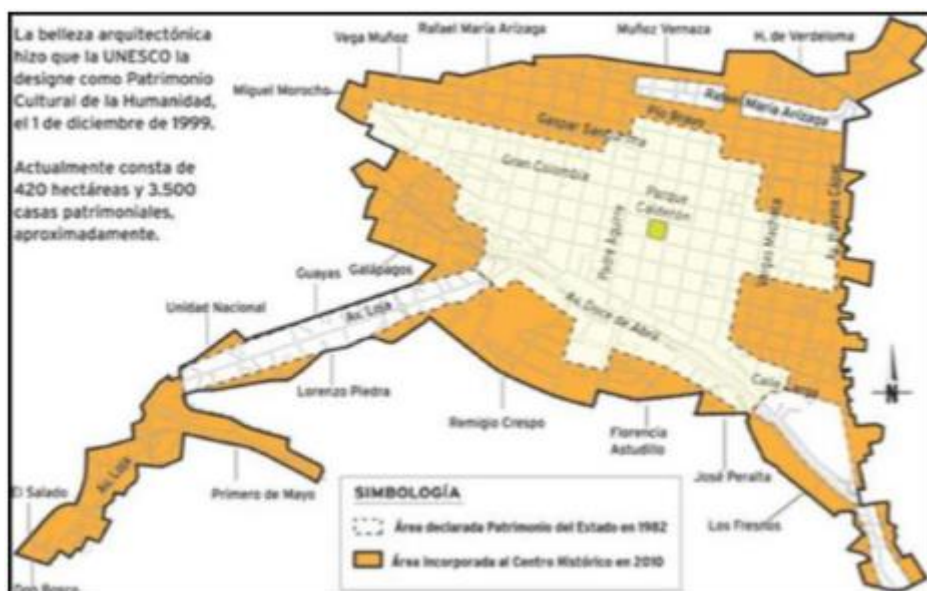 La belleza arquitectónica
hizo que la UNESCO la
designe como Patrimonio
Cultural de la Humanidad,
el 1 de diciembre de 1999.
Actualmente consta de
420 hectáreas y 3.500
casas patrimoniales,
aproximadamente.
Vega Muñoz
Rafael María Arízaga
Muñoz Vernaza
H. de Verdeloma
Miguel Morocho
Rafael María Arízaga
Pío Bravo
Gaspar
Gran Colombia
Parque
Calderón
Padre Aguirre
Vargas Machuca
Av. Huayna Cápac
Guayas
Galápagos
Unidad Nacional
Av. Loja
Av. Doce de Abril
Lorenzo Piedra
Calle Larga
N
Remigio Crespo
Florencia
Astudillo
José Peralta
Los Fresnos
El Salado
Av. Loja
Primero de Mayo
Don Bosco
SIMBOLOGÍA
Área declarada Patrimonio del Estado en 1982
Área incorporada al Centro Histórico en 2010